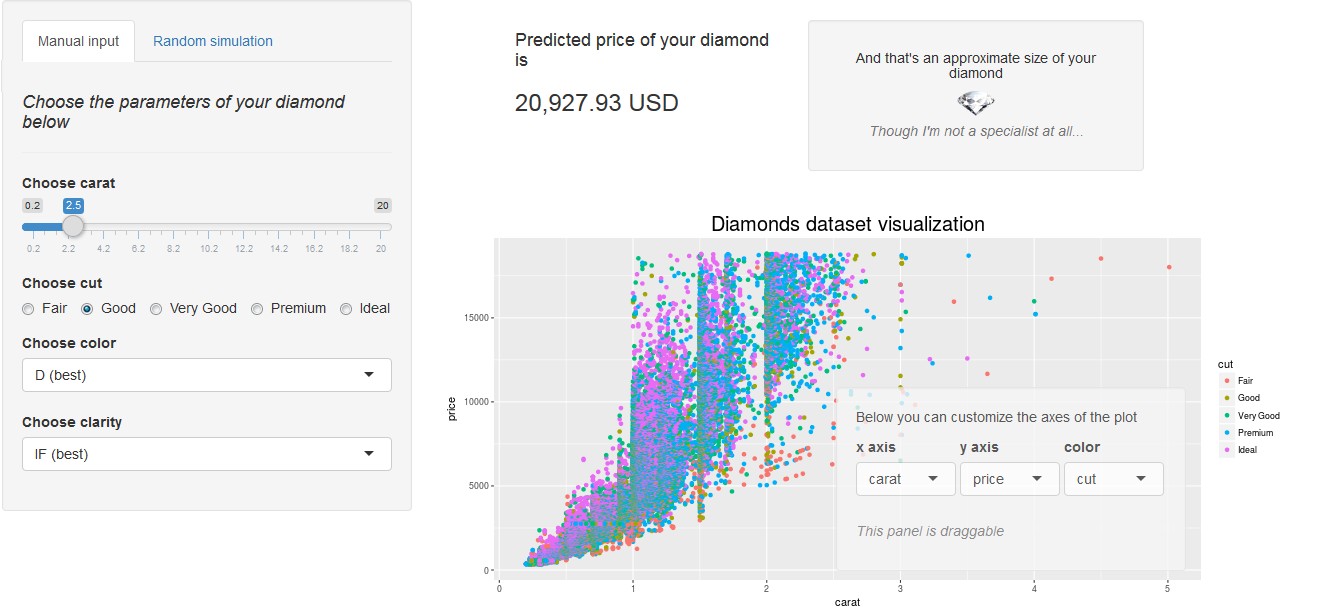 Manual input Random simulation
Choose the parameters of your diamond
below
Choose carat
0.2 2.5 20
0.2 2.2 4.2 6.2 8.2 10.2 12.2 14.2 16.2 18.2 20
Choose cut
Fair Good Very Good Premium Ideal
Choose color
D (best)
Choose clarity
IF (best)
Predicted price of your diamond
is
20,927.93 USD
And that's an approximate size of your
diamond
Though I'm not a specialist at all...
Diamonds dataset visualization
price
15000
10000
5000
0
0 1 2 3 4 5
carat
Below you can customize the axes of the plot
x axis y axis color
carat price cut
This panel is draggable
cut
Fair
Good
Very Good
Premium
Ideal